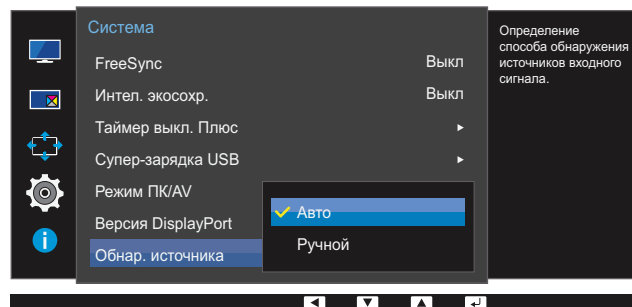 Система
FreeSync Выкл
Интел. экосохр. Выкл
Таймер выкл. Плюс
Супер-зарядка USB
Режим ПК/AV
Версия DisplayPort
Обнар. источника
Авто
Ручной
Определение
способа обнаружения
источников входного
сигнала.